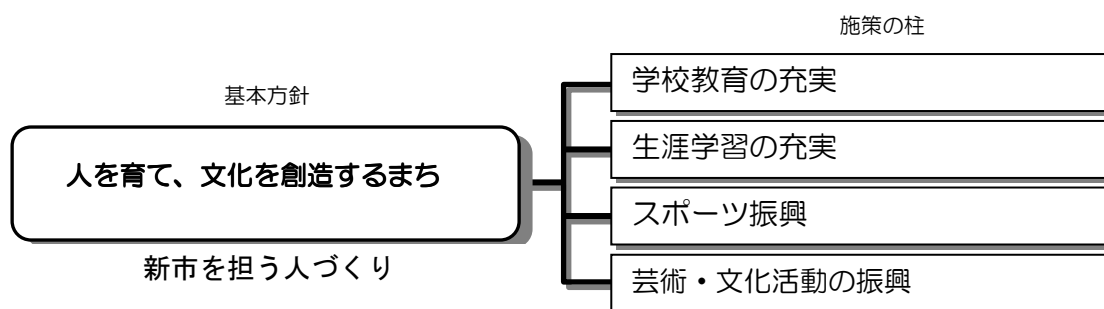 施策の柱
基本方針
人を育て、文化を創造するまち
新市を担う人づくり
学校教育の充実
生涯学習の充実
スポーツ振興
芸術・文化活動の振興